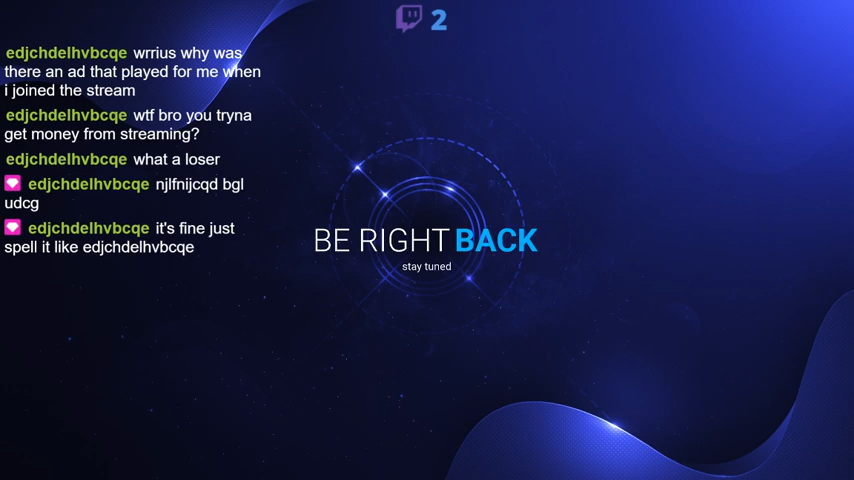 2
edjchdelhvbcqe wrrius why was
there an ad that played for me when
i joined the stream
edjchdelhvbcqe wtf bro you tryna
get money from streaming?
edjchdelhvbcqe what a loser
edjchdelhvbcqe njlfnijcqd bgl
udcg
edjchdelhvbcqe it's fine just
spell it like edjchdelhvbcqe
BE RIGHT BACK
stay tuned